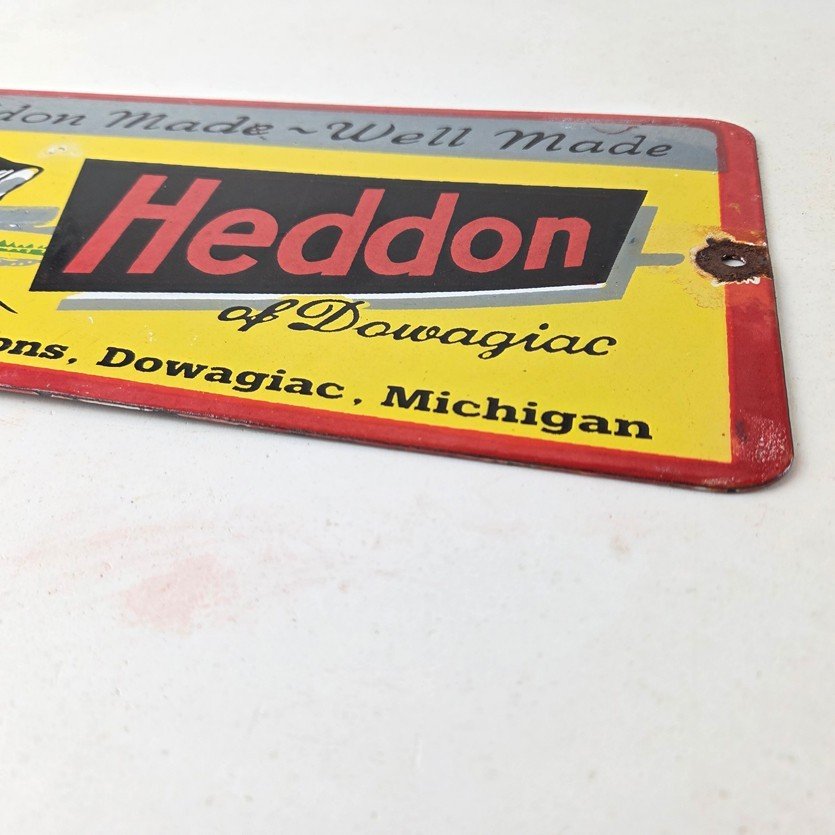 don Made ~ Well Made
Heddon
of Dowagiac
ons, Dowagiac, Michigan